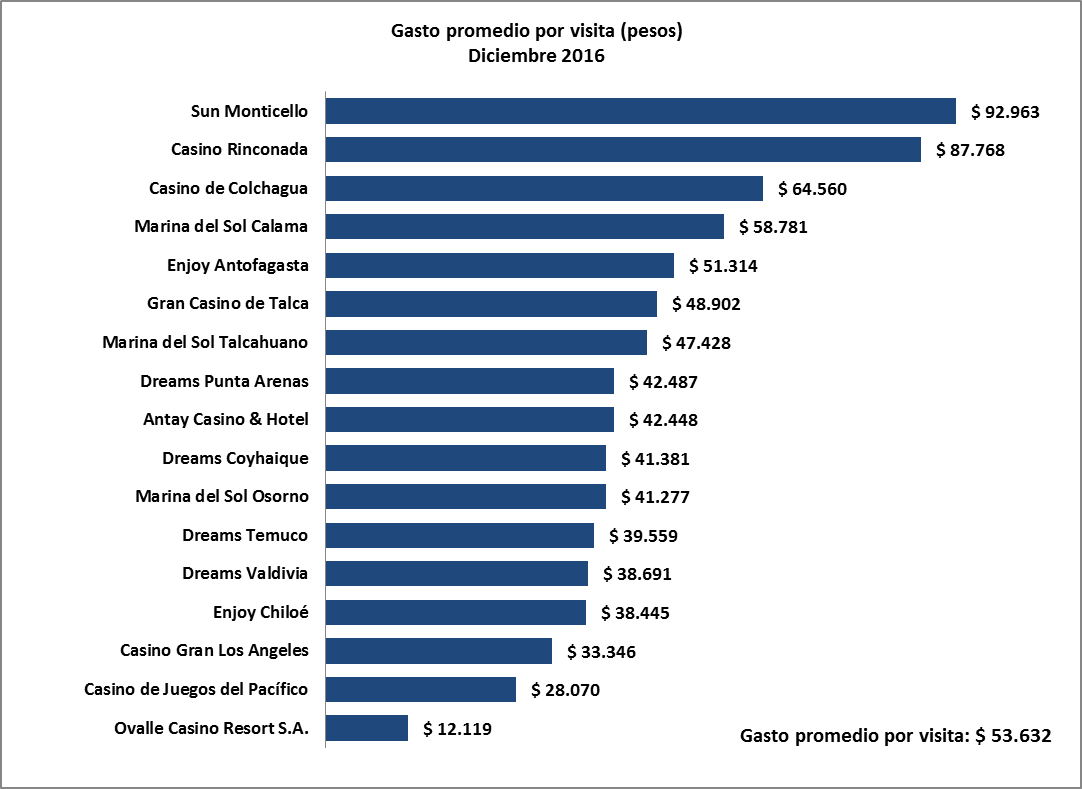 Gasto promedio por visita (pesos)
Diciembre 2016
Sun Monticello $ 92.963
Casino Rinconada $ 87.768
Casino de Colchagua $ 64.560
Marina del Sol Calama $ 58.781
Enjoy Antofagasta $ 51.314
Gran Casino de Talca $ 48.902
Marina del Sol Talcahuano $ 47.428
Dreams Punta Arenas $ 42.487
Antay Casino & Hotel $ 42.448
Dreams Coyhaique $ 41.381
Marina del Sol Osorno $ 41.277
Dreams Temuco $ 39.559
Dreams Valdivia $ 38.691
Enjoy Chiloé $ 38.445
Casino Gran Los Angeles $ 33.346
Casino de Juegos del Pacífico $ 28.070
Ovalle Casino Resort S.A. $ 12.119
Gasto promedio por visita: $ 53.632